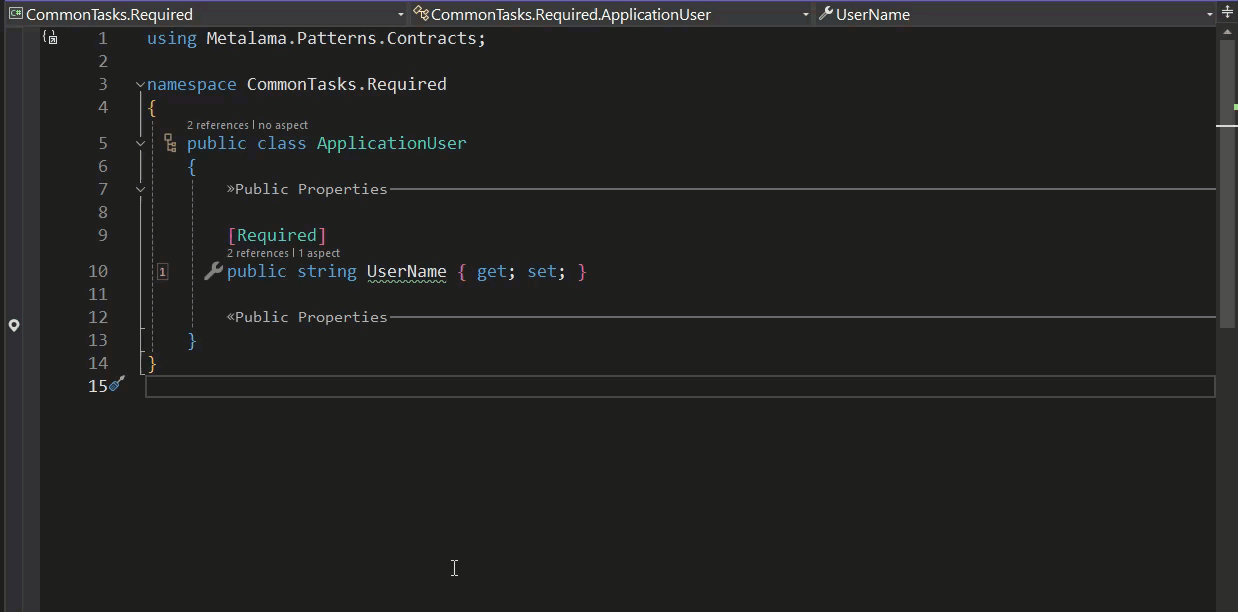 C# CommonTasks.Required CommonTasks.Required.ApplicationUser UserName
1 using Metalama.Patterns.Contracts;
2
3 namespace CommonTasks.Required
4 {
2 references | no aspect
5 public class ApplicationUser
6 {
7 »Public Properties
8
9 [Required]
2 references | 1 aspect
10 1 public string UserName { get; set; }
11
12 «Public Properties
13 }
14 }
15